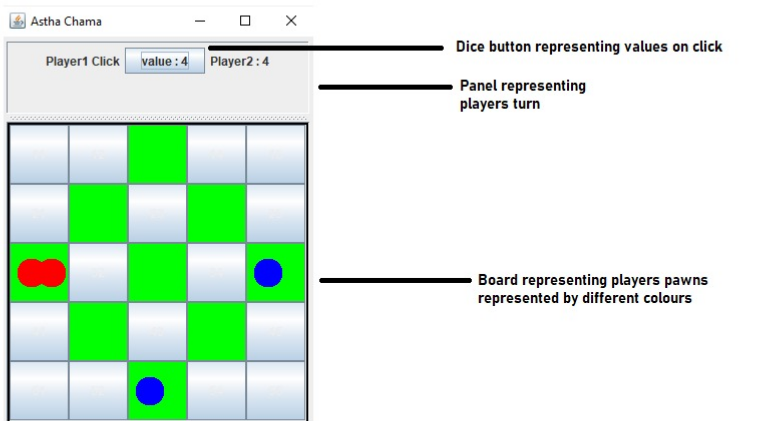 Astha Chama
Player1 Click value : 4 Player2 : 4
Dice button representing values on click
Panel representing
players turn
Board representing players pawns
represented by different colours